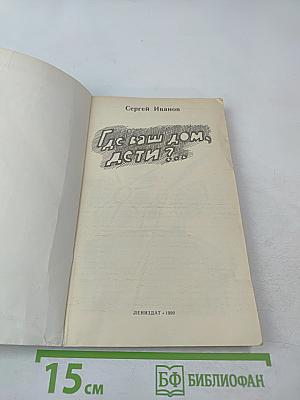 Сергей Иванов
Где ваш дом,
дети?...
ЛЕНИЗДАТ • 1990
15 см
БФ БИБЛИОФАН